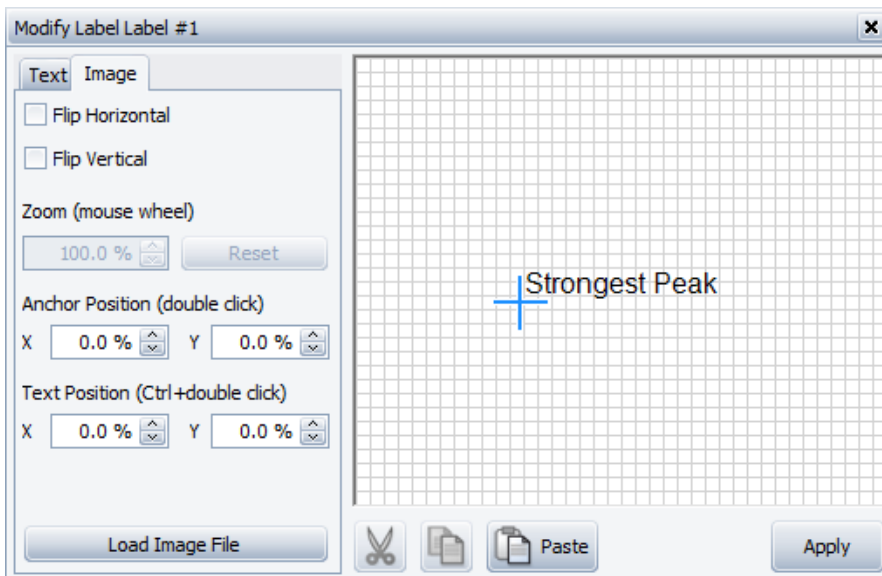 Modify Label Label #1
Text Image
Flip Horizontal
Flip Vertical
Zoom (mouse wheel)
100.0 % Reset
Anchor Position (double click)
X 0.0 % Y 0.0 %
Text Position (Ctrl+double click)
X 0.0 % Y 0.0 %
Load Image File
Strongest Peak
Paste Apply